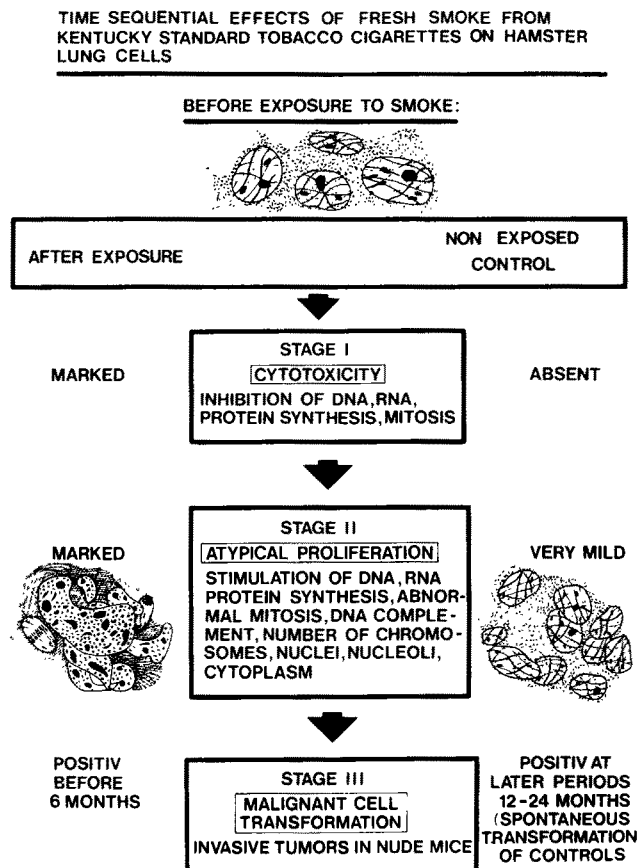 TIME SEQUENTIAL EFFECTS OF FRESH SMOKE FROM
KENTUCKY STANDARD TOBACCO CIGARETTES ON HAMSTER
LUNG CELLS
BEFORE EXPOSURE TO SMOKE:
AFTER EXPOSURE
NON EXPOSED
CONTROL
MARKED
STAGE I
CYTOTOXICITY
INHIBITION OF DNA, RNA,
PROTEIN SYNTHESIS, MITOSIS
ABSENT
MARKED
STAGE II
ATYPICAL PROLIFERATION
STIMULATION OF DNA, RNA
PROTEIN SYNTHESIS, ABNOR-
MAL MITOSIS, DNA COMPLE-
MENT, NUMBER OF CHROMO-
SOMES, NUCLEI, NUCLEOLI,
CYTOPLASM
VERY MILD
POSITIV
BEFORE
6 MONTHS
STAGE III
MALIGNANT CELL
TRANSFORMATION
INVASIVE TUMORS IN NUDE MICE
POSITIV AT
LATER PERIODS
12-24 MONTHS
(SPONTANEOUS
TRANSFORMATION
OF CONTROLS